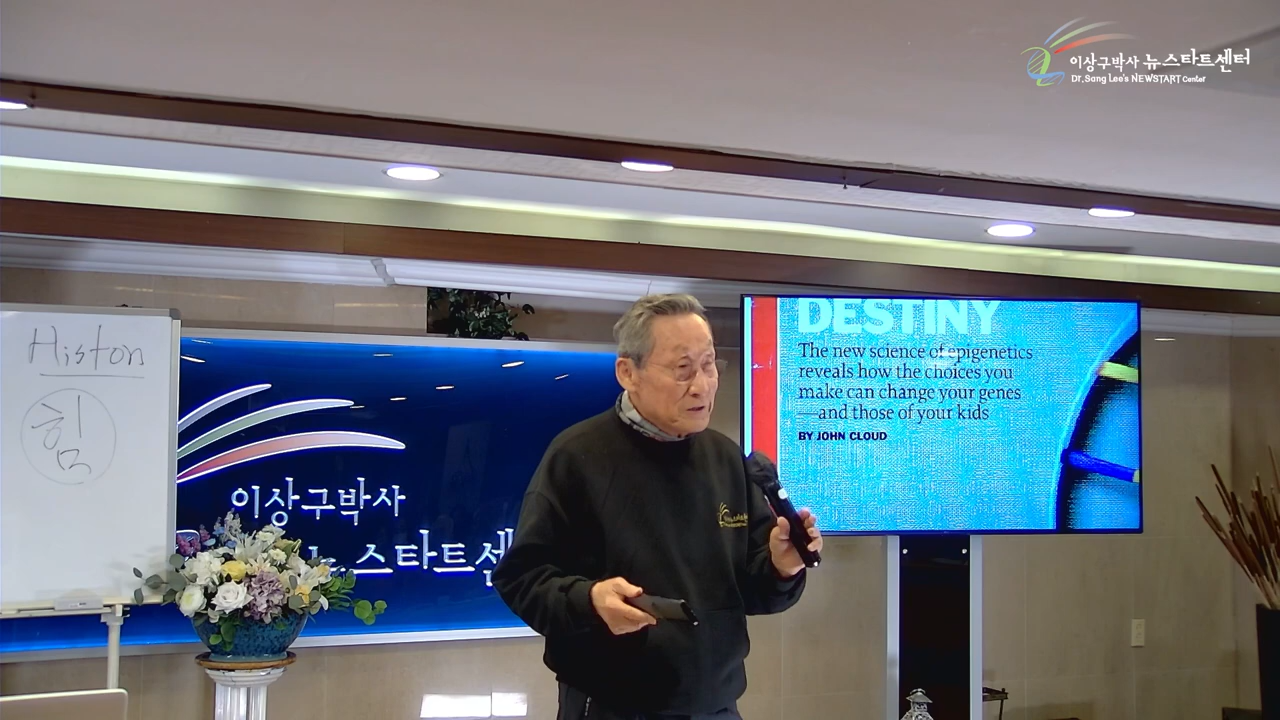 이상구박사 뉴스타트센터
Dr. Sang Lee's NEWSTART Center
Histon
힘
이상구박사
뉴스타트센
DESTINY
The new science of epigenetics
reveals how the choices you
make can change your genes
—and those of your kids
BY JOHN CLOUD